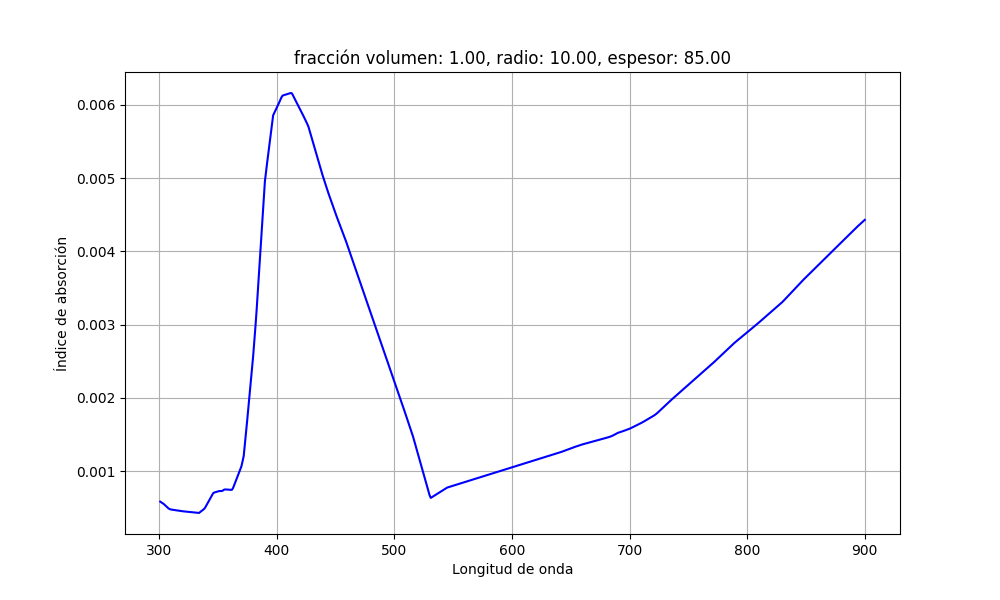 fracción volumen: 1.00, radio: 10.00, espesor: 85.00
Índice de absorción
0.006
0.005
0.004
0.003
0.002
0.001
300 400 500 600 700 800 900
Longitud de onda